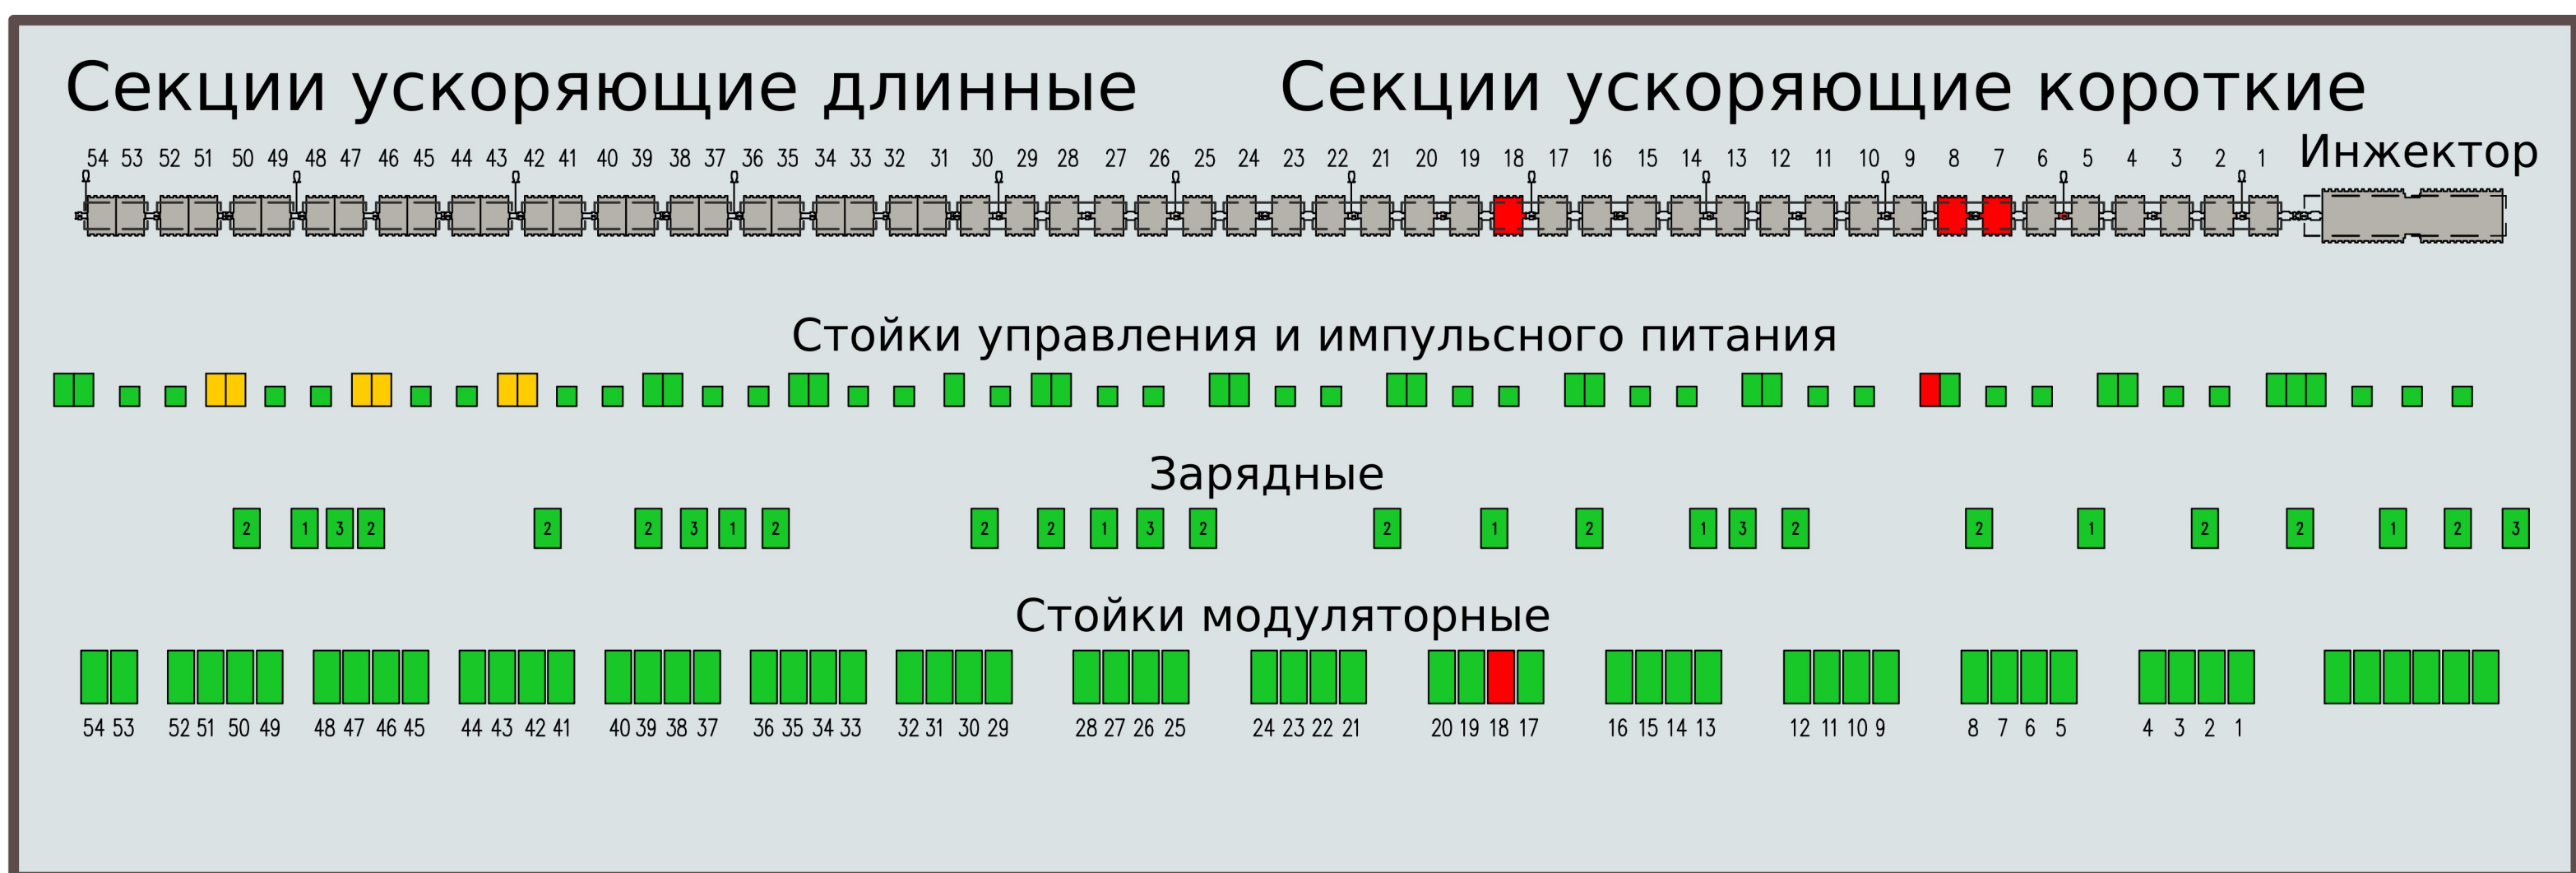 Секции ускоряющие длинные Секции ускоряющие короткие
54 53 52 51 50 49 48 47 46 45 44 43 42 41 40 39 38 37 36 35 34 33 32 31 30 29 28 27 26 25 24 23 22 21 20 19 18 17 16 15 14 13 12 11 10 9 8 7 6 5 4 3 2 1 Инжектор
Стойки управления и импульсного питания
Зарядные
2 1 3 2 2 2 3 1 2 2 2 1 3 2 2 1 2 1 3 2 2 1 2 2 1 2 3
Стойки модуляторные
54 53 52 51 50 49 48 47 46 45 44 43 42 41 40 39 38 37 36 35 34 33 32 31 30 29 28 27 26 25 24 23 22 21 20 19 18 17 16 15 14 13 12 11 10 9 8 7 6 5 4 3 2 1